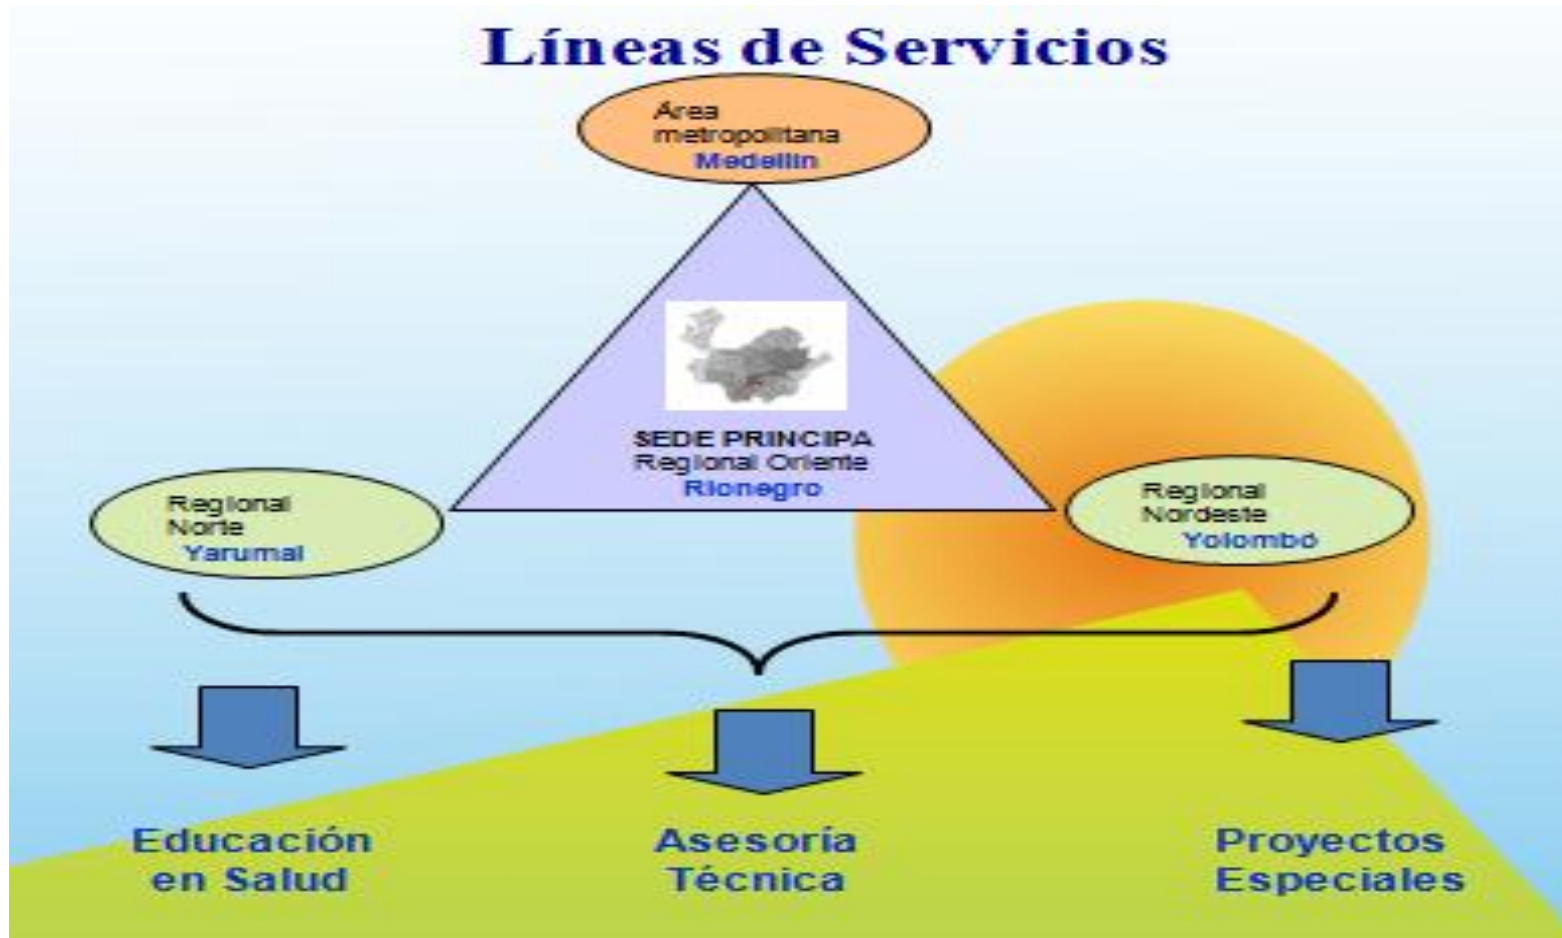 Líneas de Servicios
Área
metropolitana
Medellín
SEDE PRINCIPA
Regional Oriente
Rionegro
Regional
Norte
Yarumal
Regional
Nordeste
Yolombó
Educación
en Salud
Asesoría
Técnica
Proyectos
Especiales